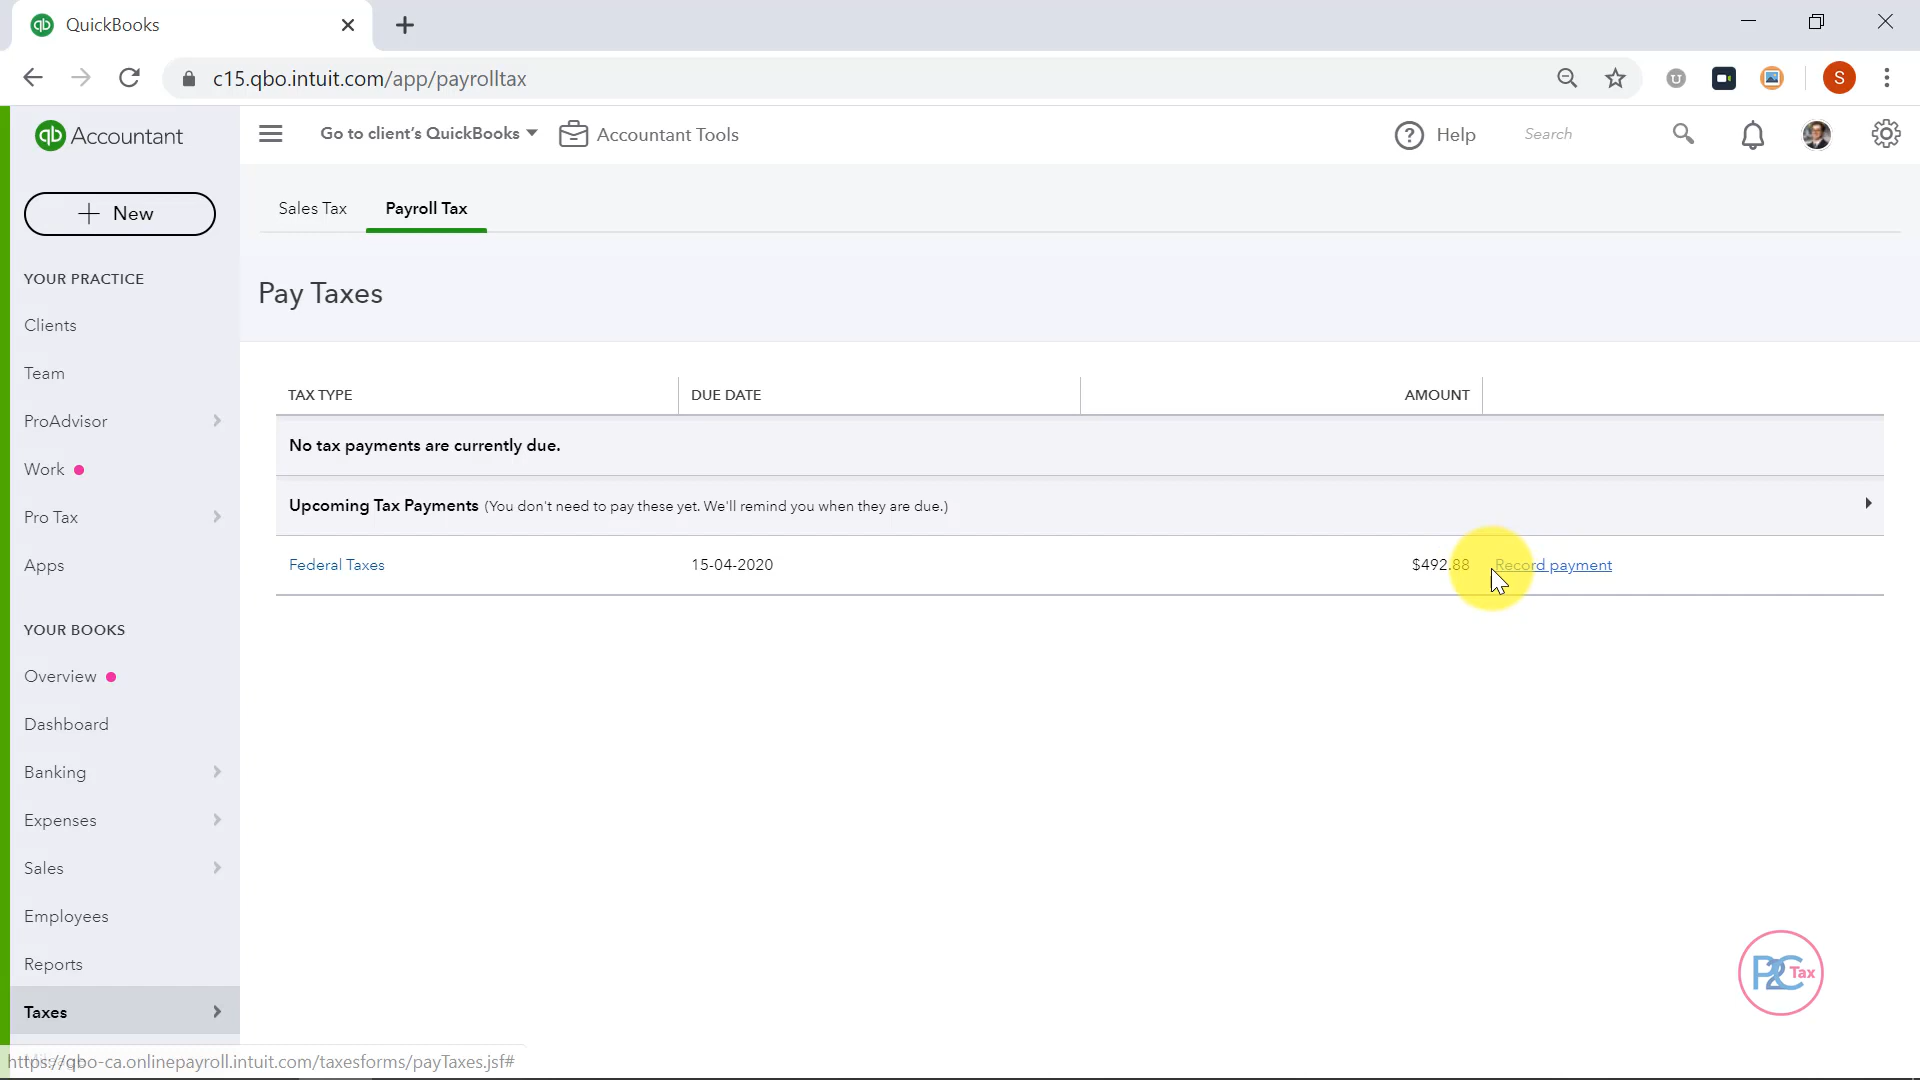 qb QuickBooks
c15.qbo.intuit.com/app/payrolltax
U
S
qb Accountant
Go to client's QuickBooks
Accountant Tools
Help
Search
New
Sales Tax
Payroll Tax
YOUR PRACTICE
Pay Taxes
Clients
Team
TAX TYPE
DUE DATE
AMOUNT
ProAdvisor
No tax payments are currently due.
Work
Upcoming Tax Payments (You don't need to pay these yet. We'll remind you when they are due.)
Pro Tax
Federal Taxes
15-04-2020
$492.88
Record payment
Apps
YOUR BOOKS
Overview
Dashboard
Banking
Expenses
Sales
Employees
Reports
P2C Tax
Taxes
https://qbo-ca.onlinepayroll.intuit.com/taxesforms/payTaxes.jsf#